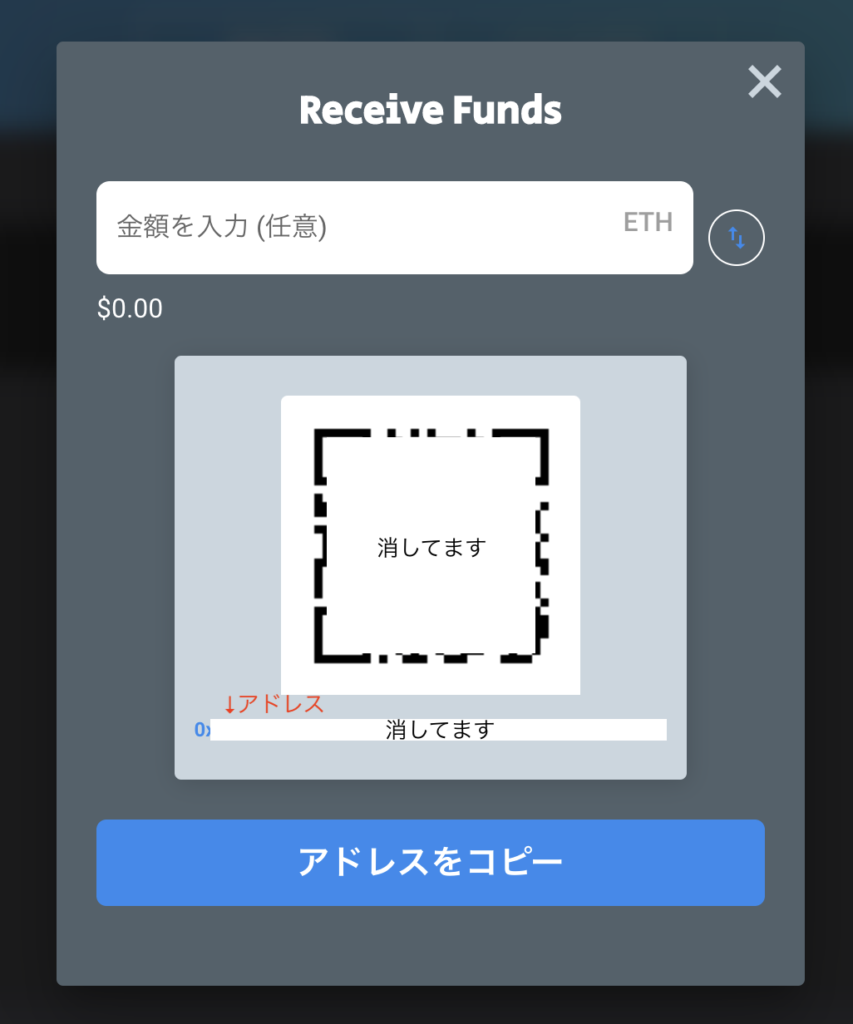 Receive Funds
金額を入力 (任意)
ETH
$0.00
消してます
↓アドレス
0x
消してます
アドレスをコピー